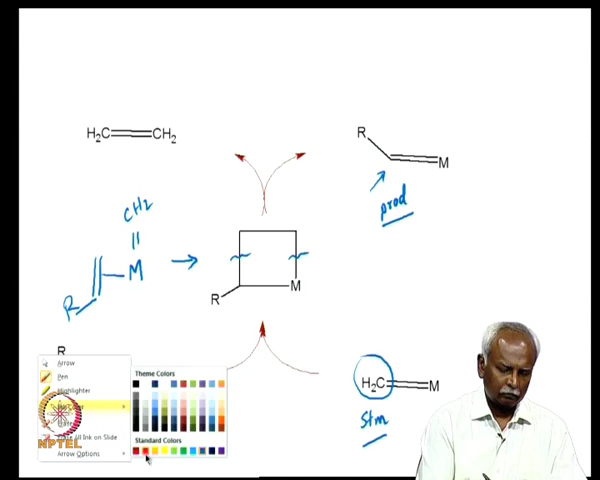 H₂C=CH₂
R
M
prod
CH₂
M
R
R
M
R
H₂C=M
Stm
Arrow
Pen
Highlighter
Erase All Ink on Slide
Arrow Options
Theme Colors
Standard Colors
NPTEL